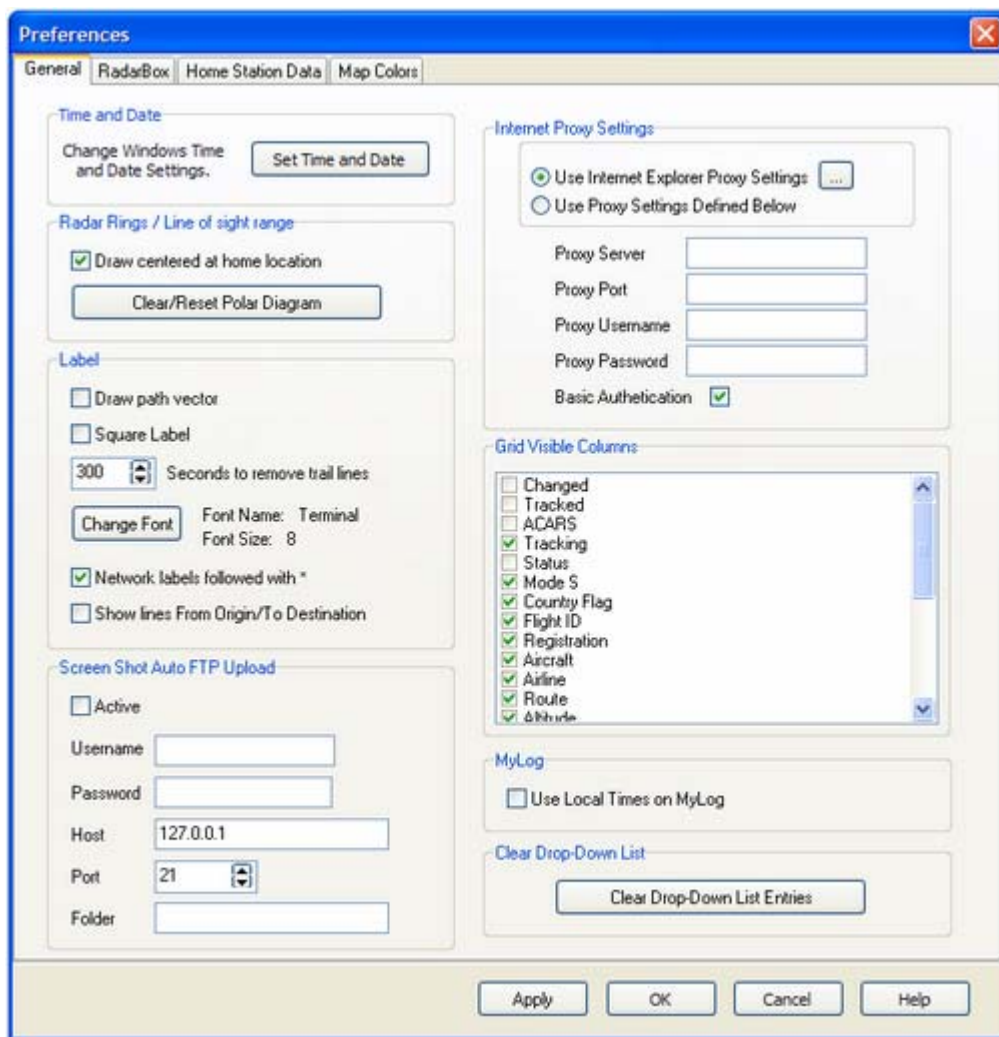 Preferences
General RadarBox Home Station Data Map Colors
Time and Date
Change Windows Time
and Date Settings.
Set Time and Date
Radar Rings / Line of sight range
Draw centered at home location
Clear/Reset Polar Diagram
Label
Draw path vector
Square Label
300 Seconds to remove trail lines
Change Font
Font Name: Terminal
Font Size: 8
Network labels followed with *
Show lines From Origin/To Destination
Screen Shot Auto FTP Upload
Active
Username
Password
Host 127.0.0.1
Port 21
Folder
Internet Proxy Settings
Use Internet Explorer Proxy Settings ...
Use Proxy Settings Defined Below
Proxy Server
Proxy Port
Proxy Username
Proxy Password
Basic Authetication
Grid Visible Columns
Changed
Tracked
ACARS
Tracking
Status
Mode S
Country Flag
Flight ID
Registration
Aircraft
Airline
Route
Altitude
MyLog
Use Local Times on MyLog
Clear Drop-Down List
Clear Drop-Down List Entries
Apply OK Cancel Help